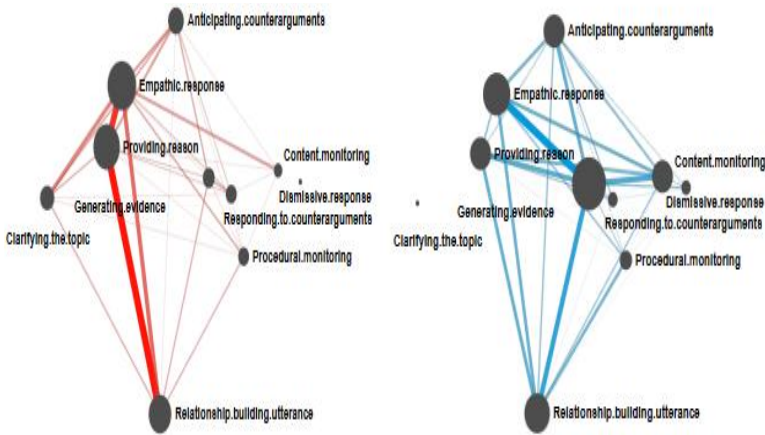 Anticipating.counterarguments
Empathic.response
Providing.reason
Content.monitoring
Dismissive.response
Generating.evidence
Responding.to.counterarguments
Clarifying.the.topic
Procedural.monitoring
Relationship.building.utterance
Anticipating.counterarguments
Empathic.response
Providing.reason
Content.monitoring
Dismissive.response
Generating.evidence
Responding.to.counterarguments
Clarifying.the.topic
Procedural.monitoring
Relationship.building.utterance